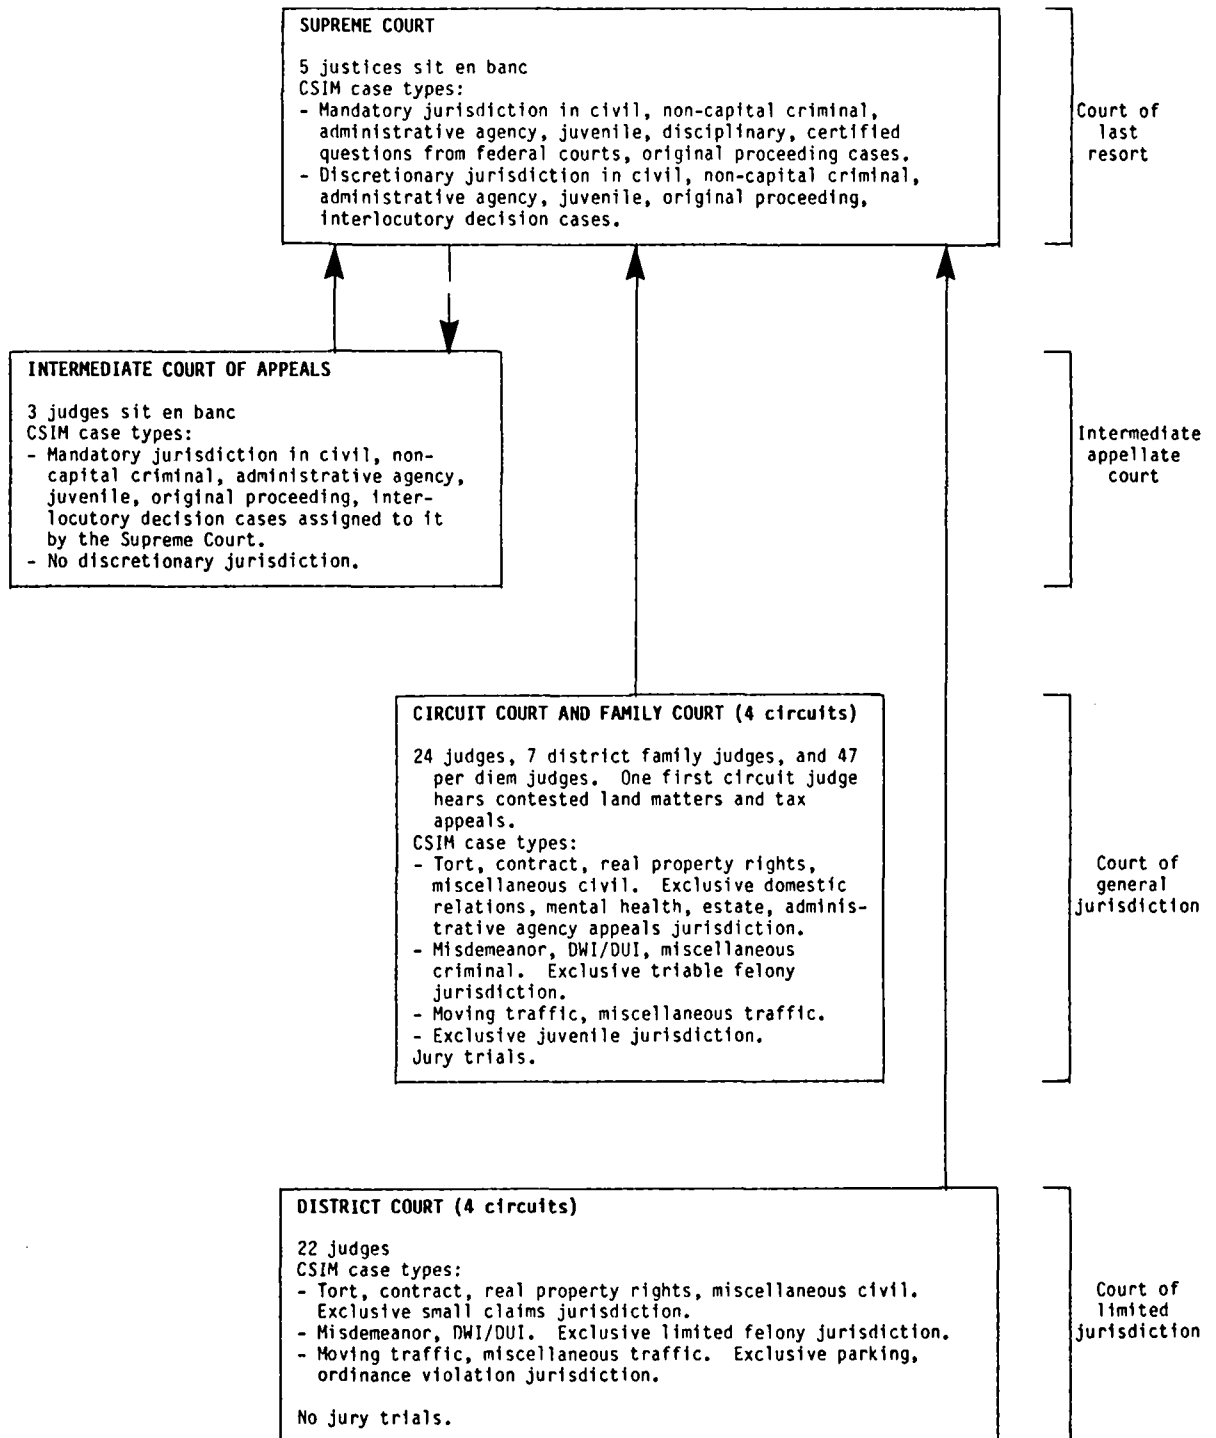 SUPREME COURT
5 justices sit en banc
CSIM case types:
- Mandatory jurisdiction in civil, non-capital criminal,
administrative agency, juvenile, disciplinary, certified
questions from federal courts, original proceeding cases.
- Discretionary jurisdiction in civil, non-capital criminal,
administrative agency, juvenile, original proceeding,
interlocutory decision cases.
Court of
last
resort
INTERMEDIATE COURT OF APPEALS
3 judges sit en banc
CSIM case types:
- Mandatory jurisdiction in civil, non-
capital criminal, administrative agency,
juvenile, original proceeding, inter-
locutory decision cases assigned to it
by the Supreme Court.
- No discretionary jurisdiction.
Intermediate
appellate
court
CIRCUIT COURT AND FAMILY COURT (4 circuits)
24 judges, 7 district family judges, and 47
per diem judges. One first circuit judge
hears contested land matters and tax
appeals.
CSIM case types:
- Tort, contract, real property rights,
miscellaneous civil. Exclusive domestic
relations, mental health, estate, adminis-
trative agency appeals jurisdiction.
- Misdemeanor, DWI/DUI, miscellaneous
criminal. Exclusive triable felony
jurisdiction.
- Moving traffic, miscellaneous traffic.
- Exclusive juvenile jurisdiction.
Jury trials.
Court of
general
jurisdiction
DISTRICT COURT (4 circuits)
22 judges
CSIM case types:
- Tort, contract, real property rights, miscellaneous civil.
Exclusive small claims jurisdiction.
- Misdemeanor, DWI/DUI. Exclusive limited felony jurisdiction.
- Moving traffic, miscellaneous traffic. Exclusive parking,
ordinance violation jurisdiction.
No jury trials.
Court of
limited
jurisdiction